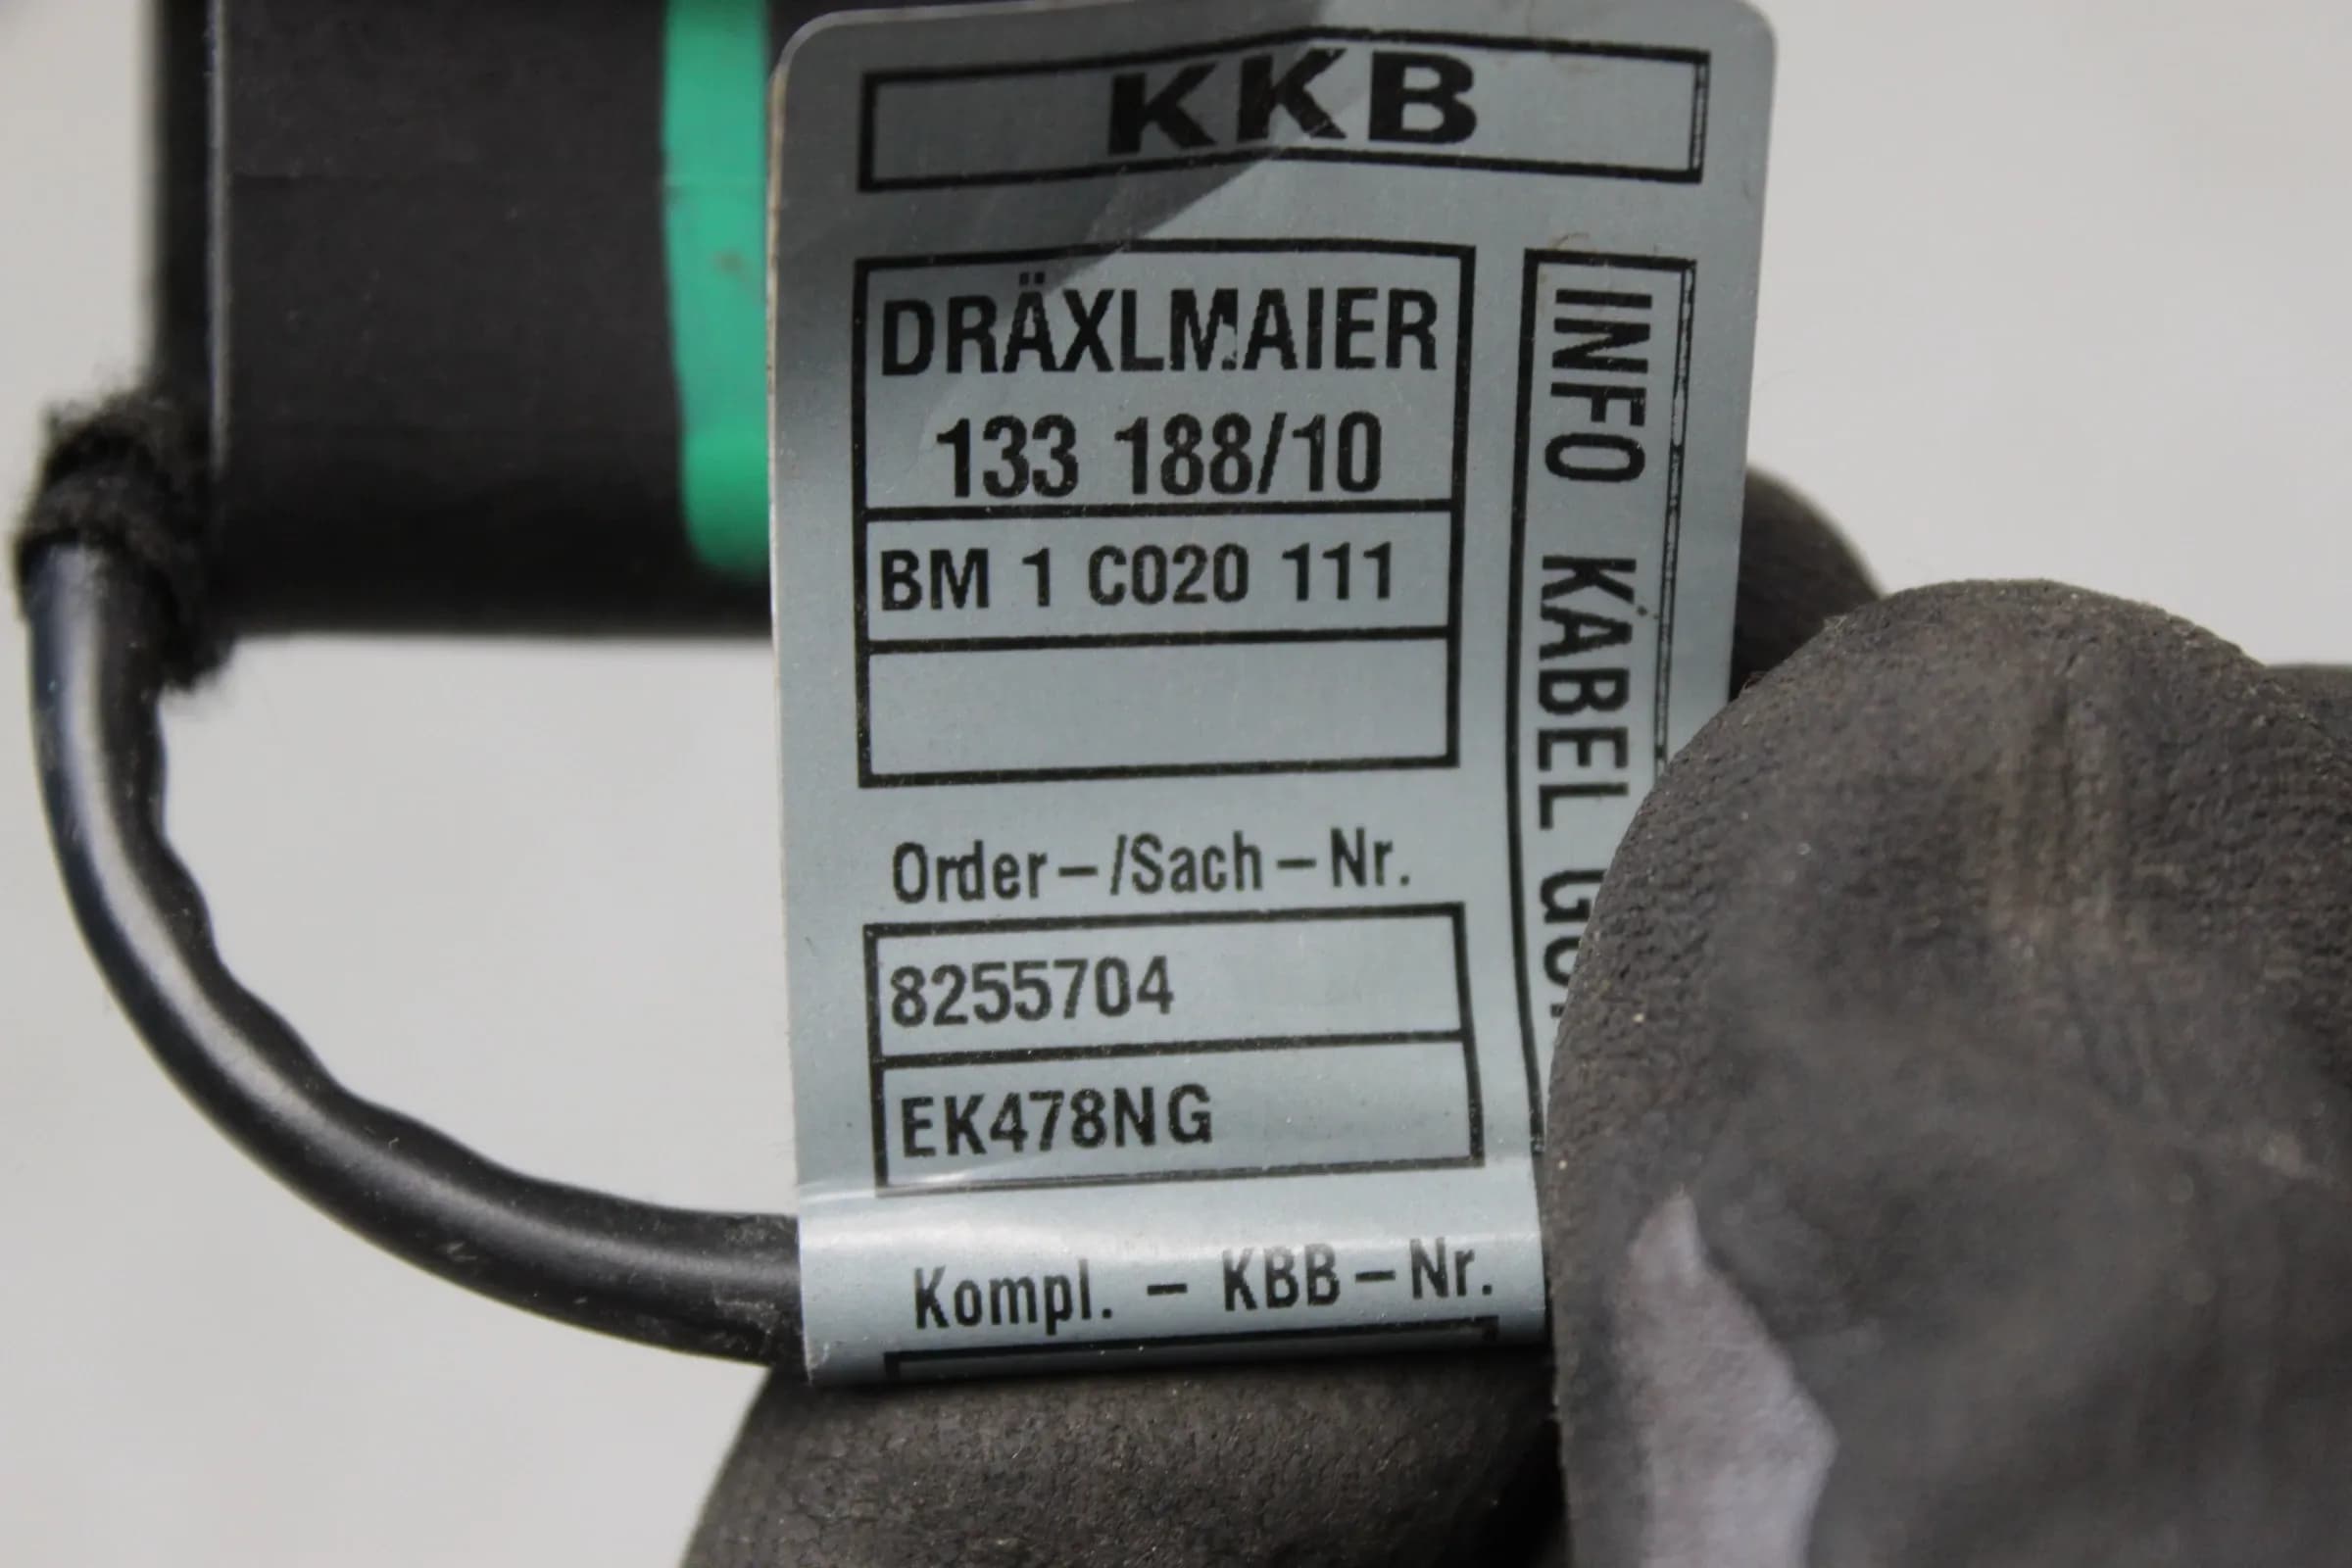 KKB
DRÄXLMAIER
133 188/10
BM 1 C020 111
Order-/Sach-Nr.
8255704
EK478NG
Kompl. - KBB-Nr.
INFO KABEL